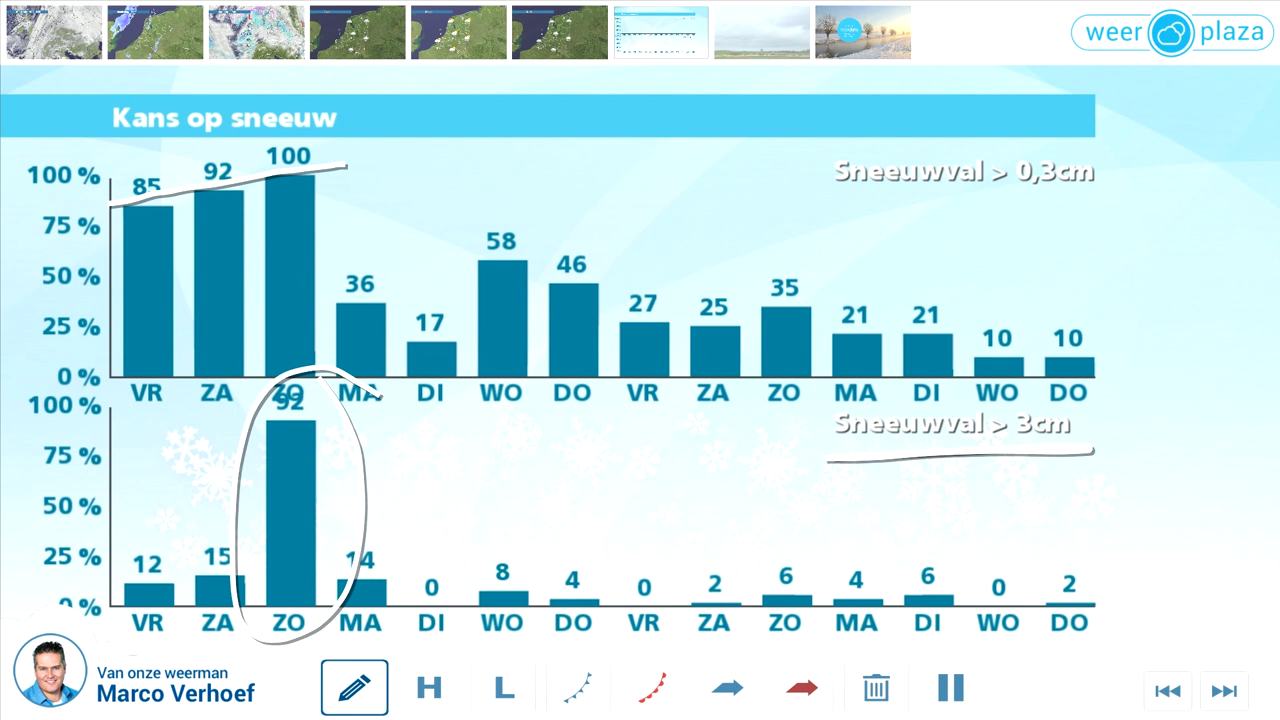 weer plaza
Kans op sneeuw
Sneeuwval > 0,3cm
100 %
75 %
50 %
25 %
0 %
85 92 100 36 17 58 46 27 25 35 21 21 10 10
VR ZA ZO MA DI WO DO VR ZA ZO MA DI WO DO
Sneeuwval > 3cm
100 %
75 %
50 %
25 %
0 %
12 15 92 14 0 8 4 0 2 6 4 6 0 2
VR ZA ZO MA DI WO DO VR ZA ZO MA DI WO DO
Van onze weerman
Marco Verhoef
H L